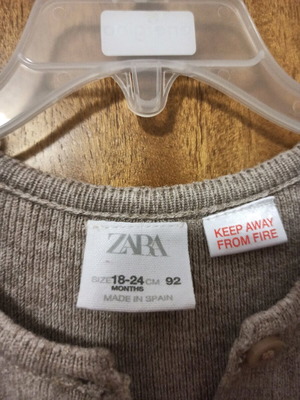 ZARA
SIZE 18-24 CM 92
MONTHS
MADE IN SPAIN
KEEP AWAY
FROM FIRE